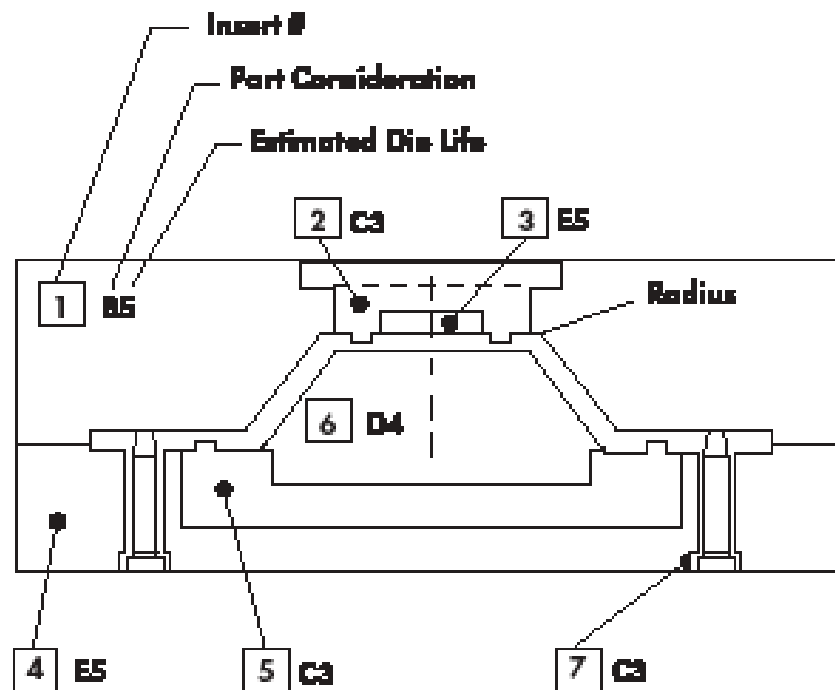 Insert #
Part Consideration
Estimated Die Life
2 C3
3 E5
1 B5
Radius
6 D4
4 E5
5 C3
7 C3